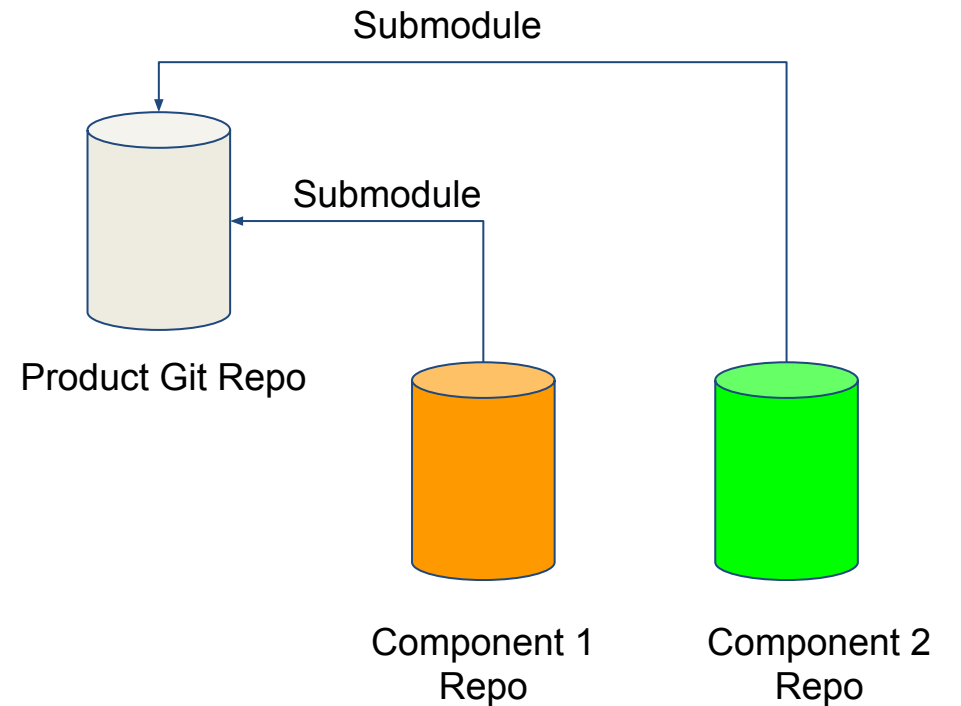 Submodule
Submodule
Product Git Repo
Component 1
Repo
Component 2
Repo